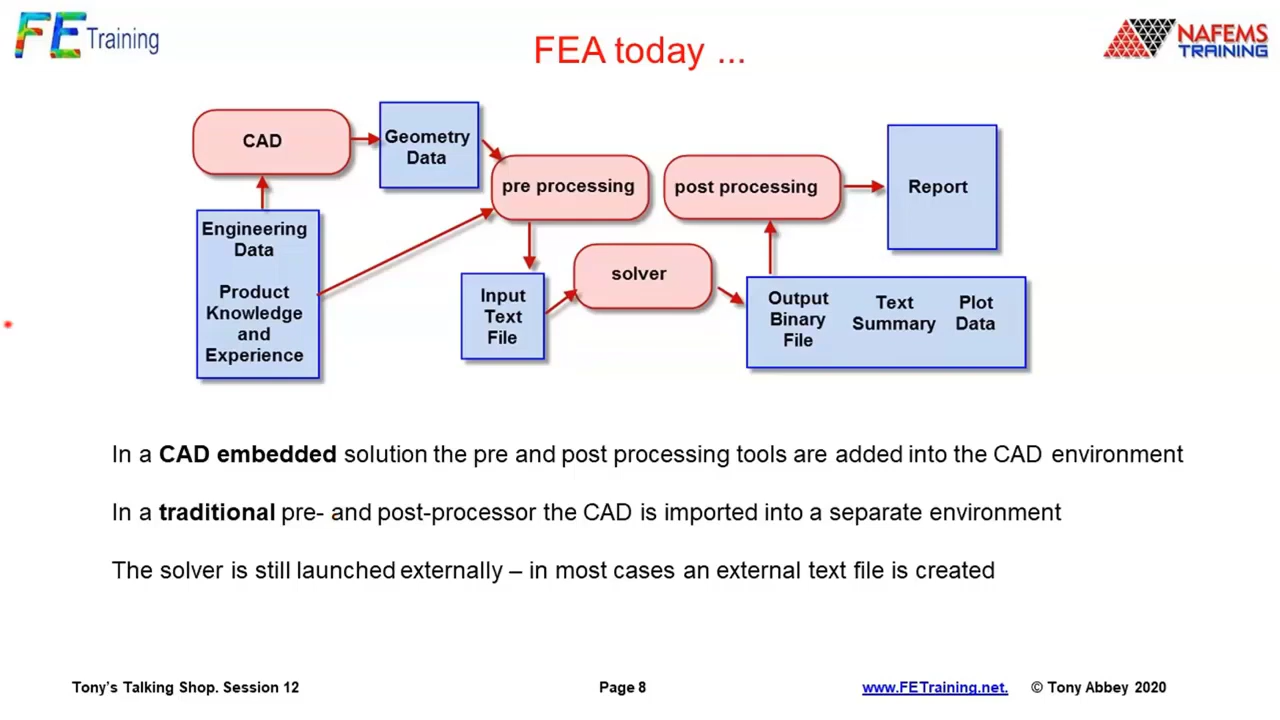 FE Training
FEA today ...
NAFEMS
TRAINING
CAD
Geometry
Data
pre processing
post processing
Report
Engineering
Data
Product
Knowledge
and
Experience
Input
Text
File
solver
Output
Binary
File
Text
Summary
Plot
Data
In a CAD embedded solution the pre and post processing tools are added into the CAD environment
In a traditional pre- and post-processor the CAD is imported into a separate environment
The solver is still launched externally – in most cases an external text file is created
Tony's Talking Shop. Session 12
Page 8
www.FETraining.net.
© Tony Abbey 2020